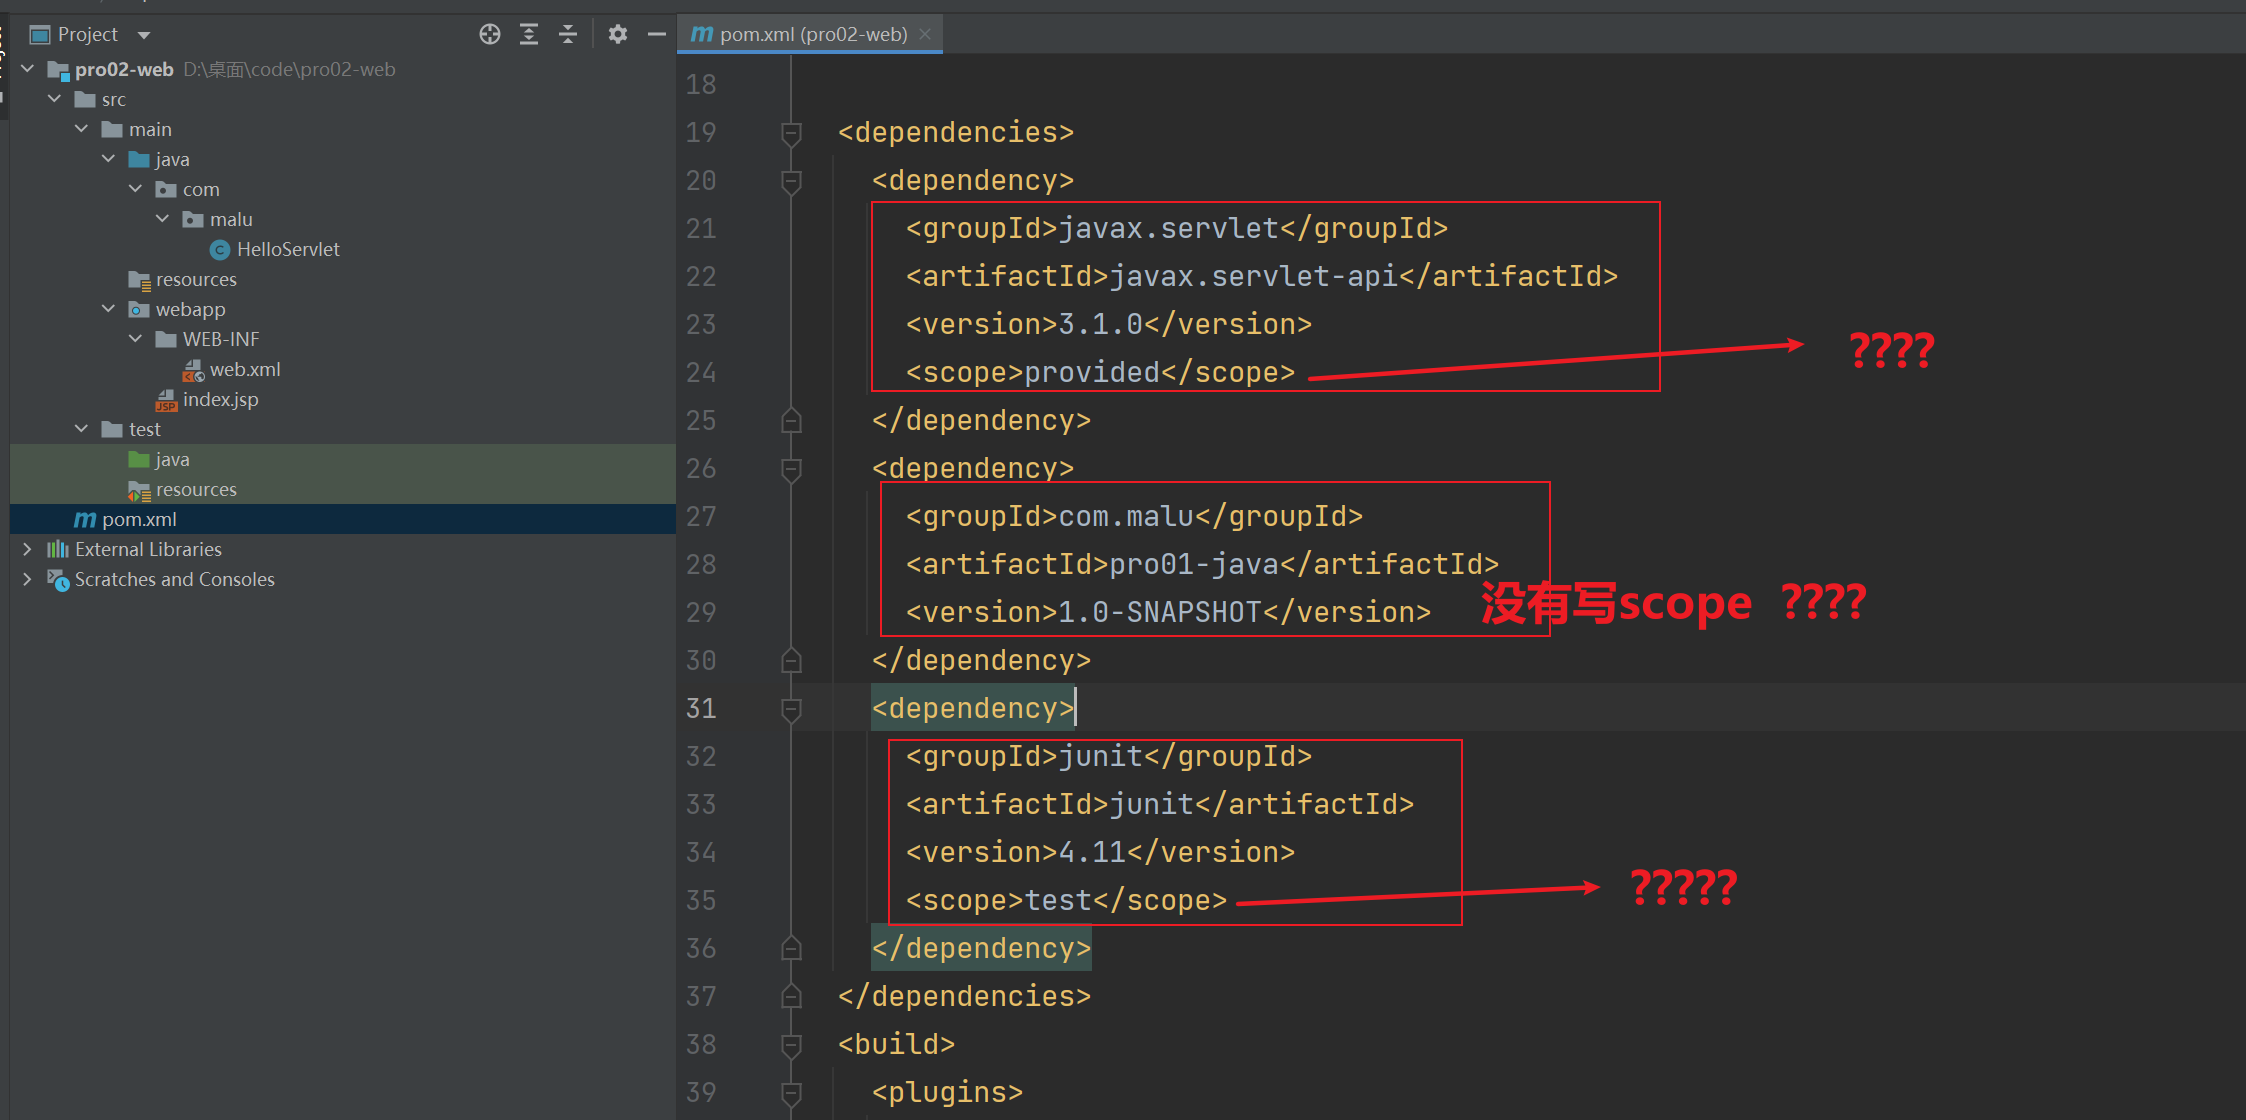 Project
pro02-web D:\桌面\code\pro02-web
src
main
java
com
malu
HelloServlet
resources
webapp
WEB-INF
web.xml
index.jsp
test
java
resources
pom.xml
External Libraries
Scratches and Consoles
pom.xml (pro02-web)
18
19 <dependencies>
20 <dependency>
21 <groupId>javax.servlet</groupId>
22 <artifactId>javax.servlet-api</artifactId>
23 <version>3.1.0</version>
24 <scope>provided</scope>
????
25 </dependency>
26 <dependency>
27 <groupId>com.malu</groupId>
28 <artifactId>pro01-java</artifactId>
29 <version>1.0-SNAPSHOT</version>
没有写scope ????
30 </dependency>
31 <dependency>
32 <groupId>junit</groupId>
33 <artifactId>junit</artifactId>
34 <version>4.11</version>
35 <scope>test</scope>
?????
36 </dependency>
37 </dependencies>
38 <build>
39 <plugins>